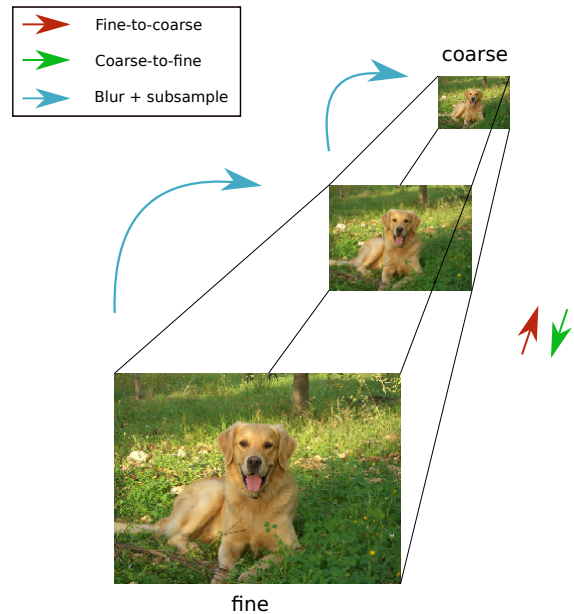 Fine-to-coarse
Coarse-to-fine
Blur + subsample
coarse
fine